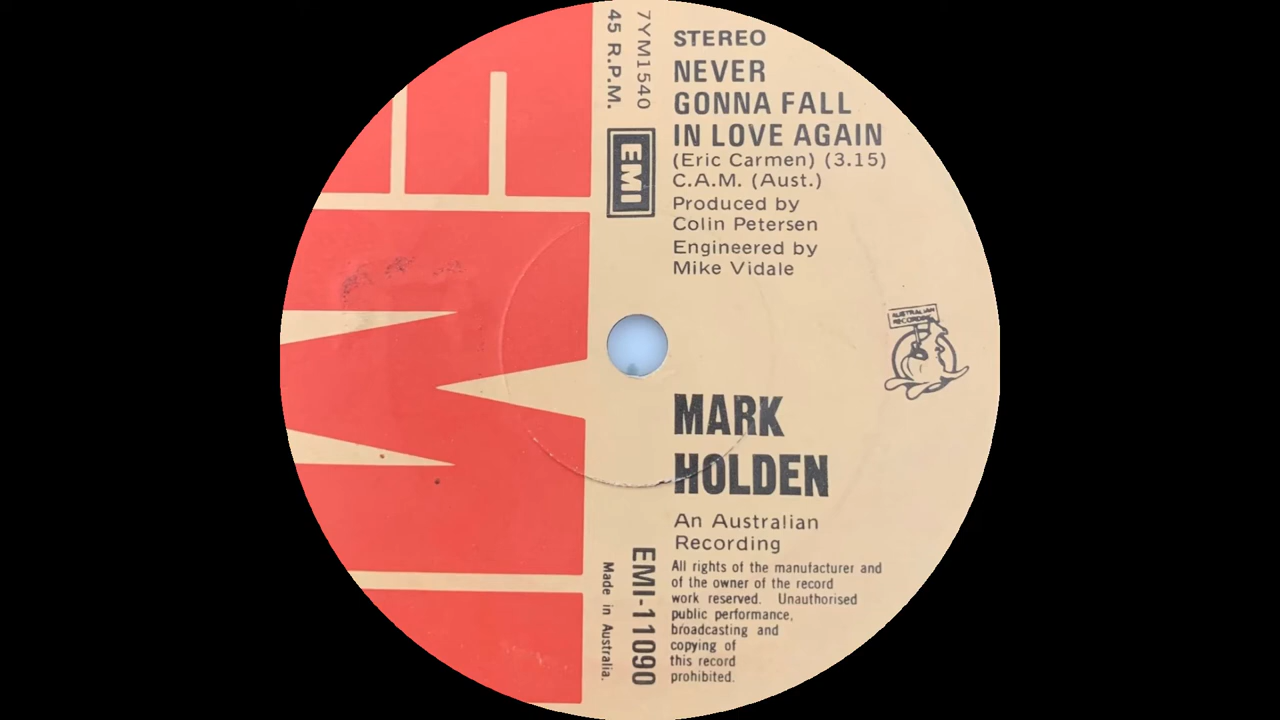 STEREO
NEVER
GONNA FALL
IN LOVE AGAIN
(Eric Carmen) (3.15)
C.A.M. (Aust.)
Produced by
Colin Petersen
Engineered by
Mike Vidale
7YM1540
45 R.P.M.
EMI
AUSTRALIAN
RECORDING
MARK
HOLDEN
An Australian
Recording
EMI-11090
Made in Australia.
All rights of the manufacturer and
of the owner of the record
work reserved. Unauthorised
public performance,
broadcasting and
copying of
this record
prohibited.
EMI